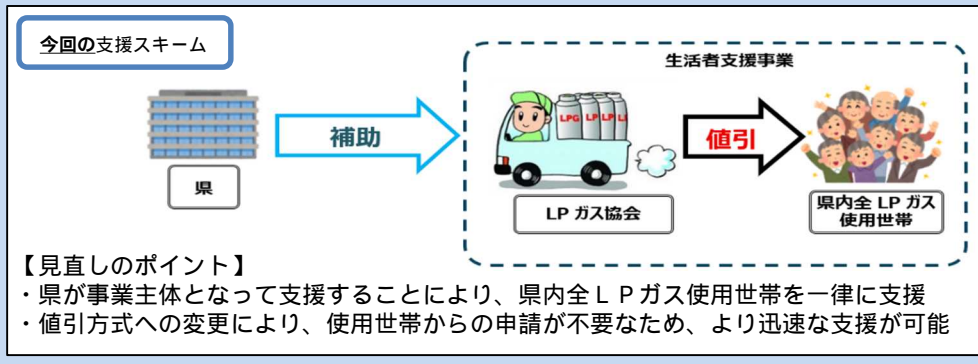 今回の支援スキーム
生活者支援事業
補助
LPG LP LP LI
値引
県
LP ガス協会
県内全 LP ガス
使用世帯
【見直しのポイント】
・県が事業主体となって支援することにより、県内全ＬＰガス使用世帯を一律に支援
・値引方式への変更により、使用世帯からの申請が不要なため、より迅速な支援が可能